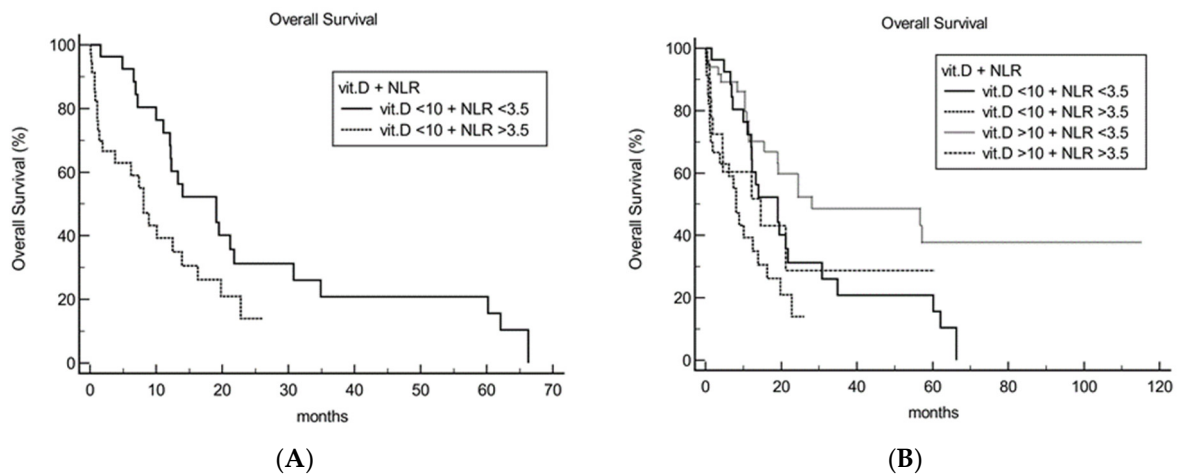 Overall Survival
100
80
60
40
20
0
Overall Survival (%)
vit.D + NLR
vit.D <10 + NLR <3.5
vit.D <10 + NLR >3.5
0 10 20 30 40 50 60 70
months
(A)
Overall Survival
100
80
60
40
20
0
Overall Survival (%)
vit.D + NLR
vit.D <10 + NLR <3.5
vit.D <10 + NLR >3.5
vit.D >10 + NLR <3.5
vit.D >10 + NLR >3.5
0 20 40 60 80 100 120
months
(B)